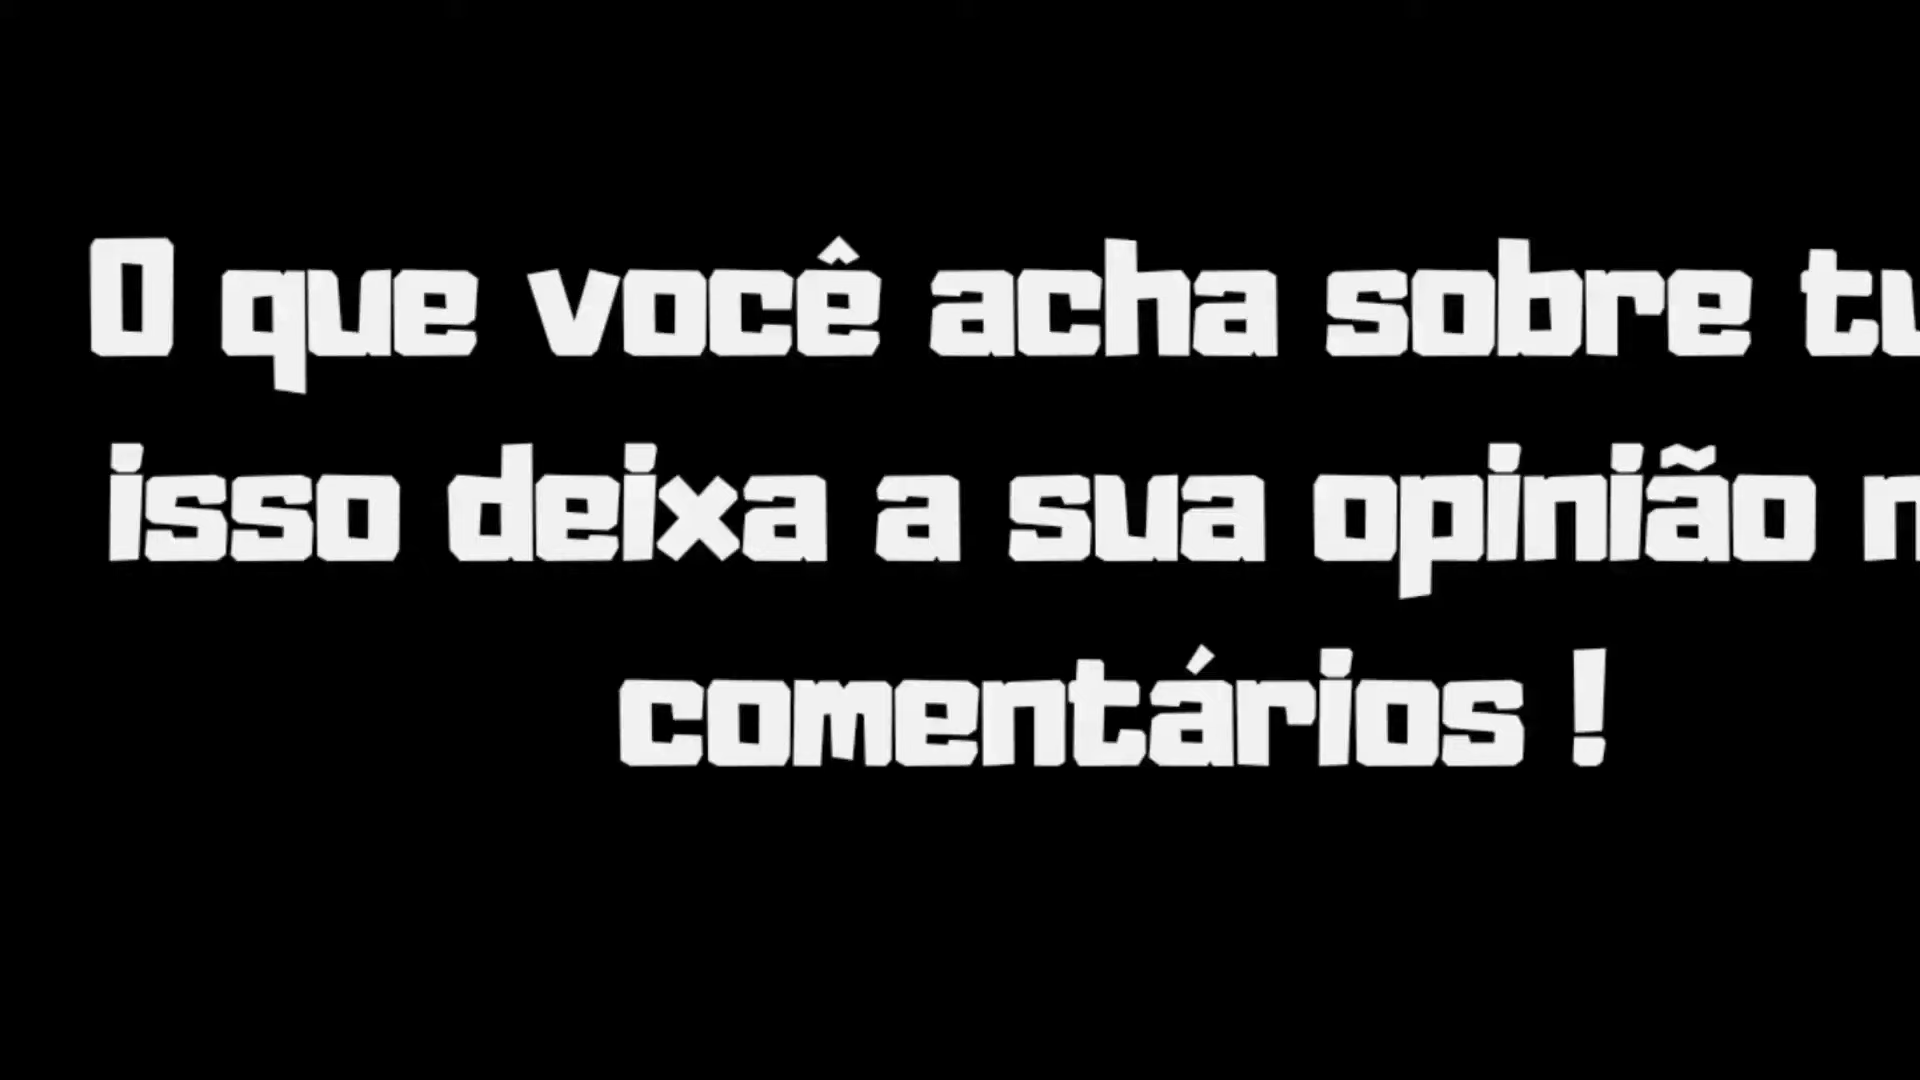 O que você acha sobre
isso deixa a sua opinião
comentários !